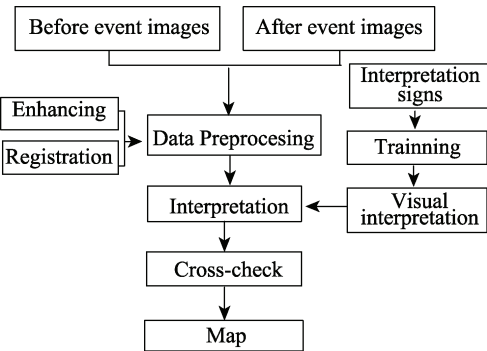 Before event images
After event images
Interpretation
signs
Enhancing
Registration
Data Preprocesing
Trainning
Interpretation
Visual
interpretation
Cross-check
Map